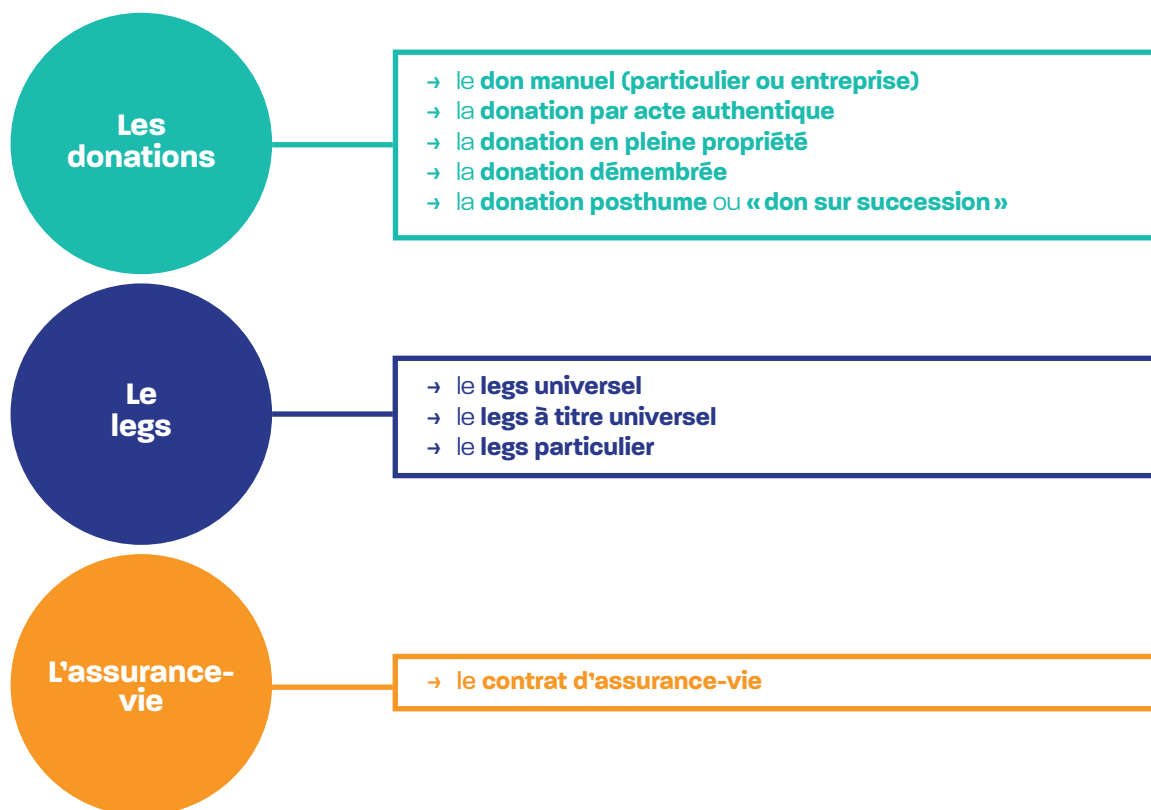 Les
donations
→ le don manuel (particulier ou entreprise)
→ la donation par acte authentique
→ la donation en pleine propriété
→ la donation démembrée
→ la donation posthume ou « don sur succession »
Le
legs
→ le legs universel
→ le legs à titre universel
→ le legs particulier
L'assurance-
vie
→ le contrat d'assurance-vie